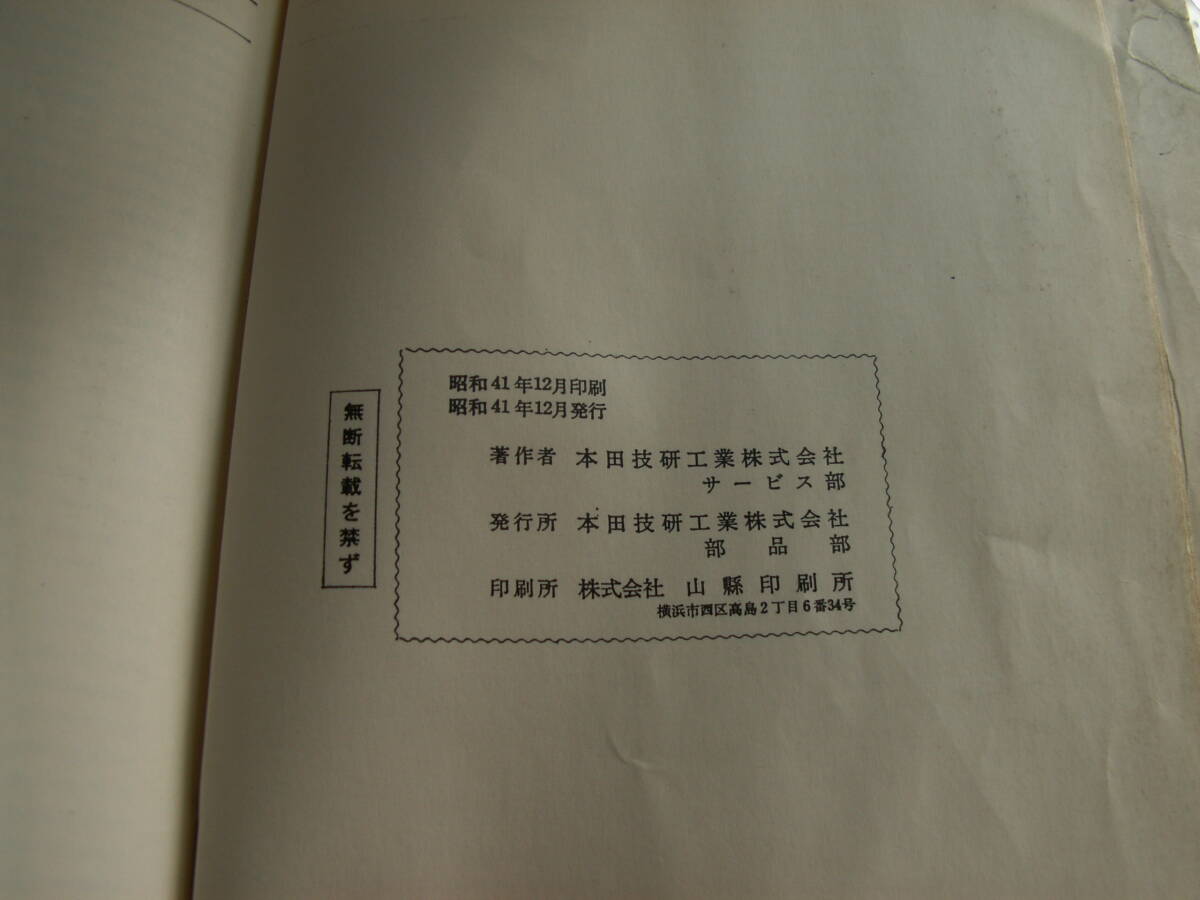 無断転載を禁ず
昭和41年12月印刷
昭和41年12月発行
著作者 本田技研工業株式会社
サービス部
発行所 本田技研工業株式会社
部品部
印刷所 株式会社 山縣印刷所
横浜市西区高島2丁目6番34号